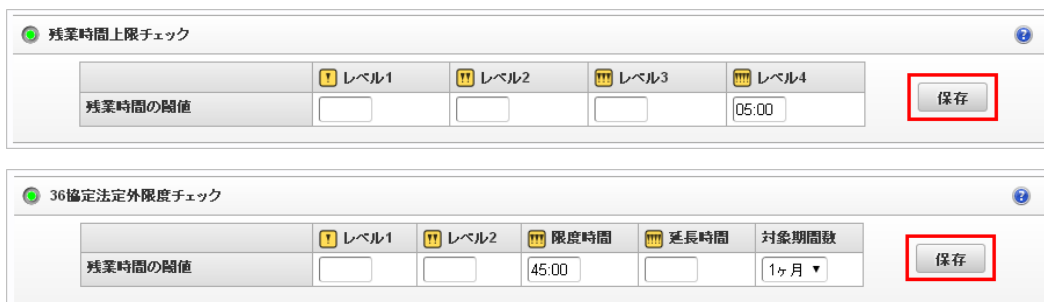 残業時間上限チェック
レベル1 レベル2 レベル3 レベル4
残業時間の閾値 05:00 保存
36協定法定外限度チェック
レベル1 レベル2 限度時間 延長時間 対象期間数
残業時間の閾値 45:00 1ヶ月 保存